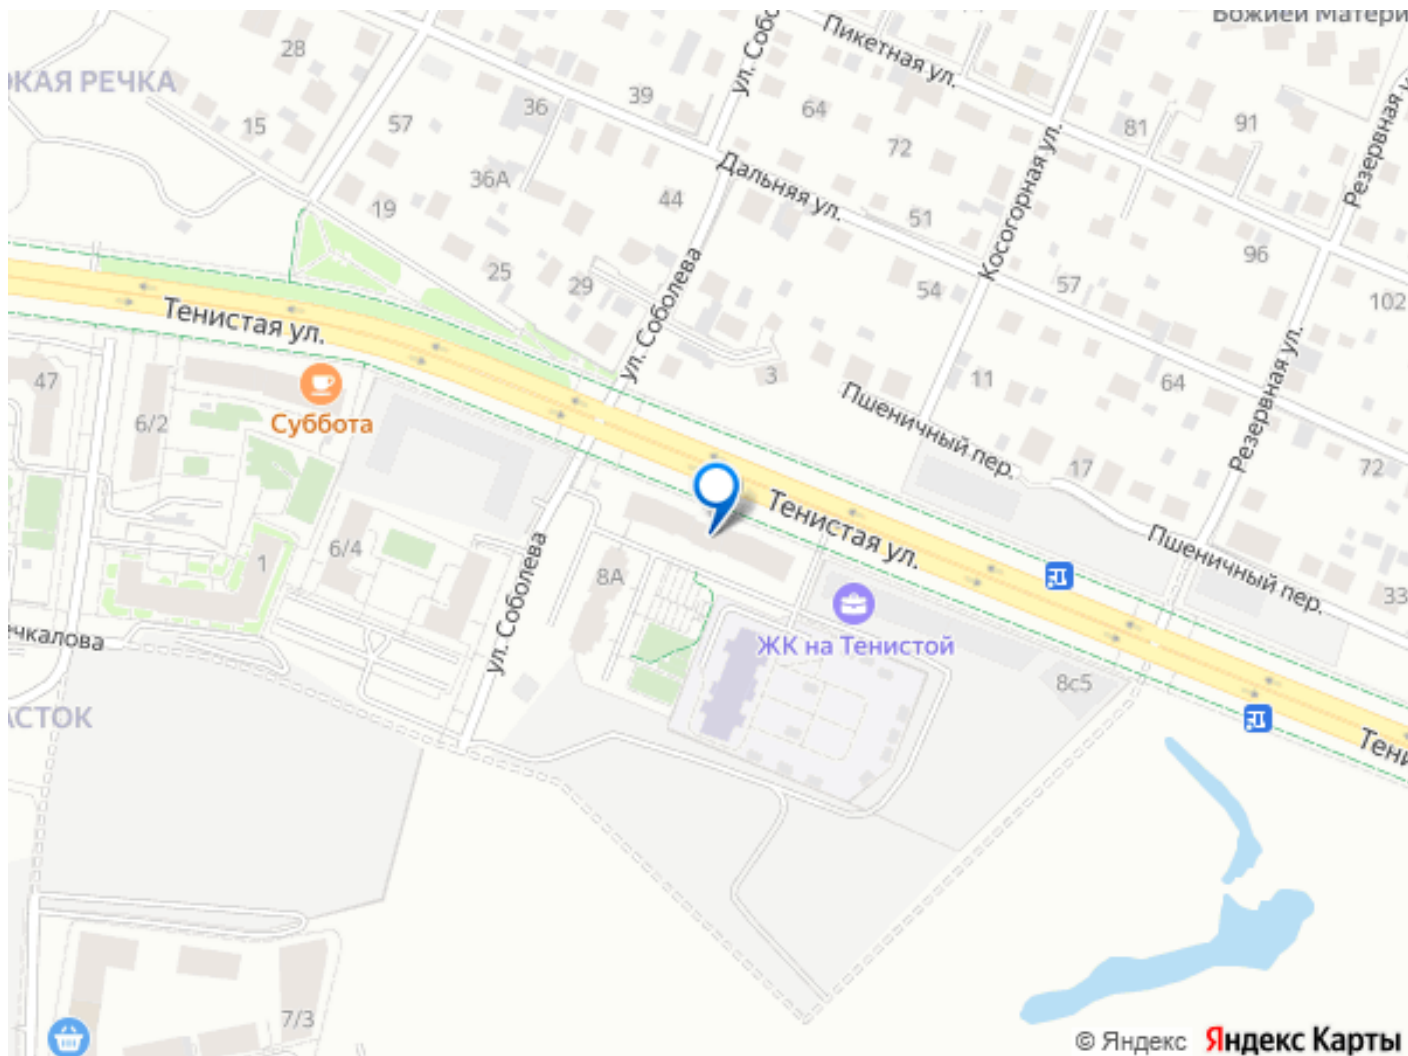 Божией Матери
ул. Собо
Пикетная ул.
28
ОКАЯ РЕЧКА
36
39
64
81
91
15
57
72
Косогорная ул.
Резервная у
Дальняя ул.
36А
44
19
51
96
25
29
ул. Соболева
54
57
102
Тенистая ул.
47
3
11
64
Резервная ул.
Суббота
6/2
Пшеничный пер.
17
72
Тенистая ул.
6/4
1
ул. Соболева
8А
Пшеничный пер.
33
ечкалова
ЖК на Тенистой
8с5
АСТОК
Тени
7/3
© Яндекс Яндекс Карты